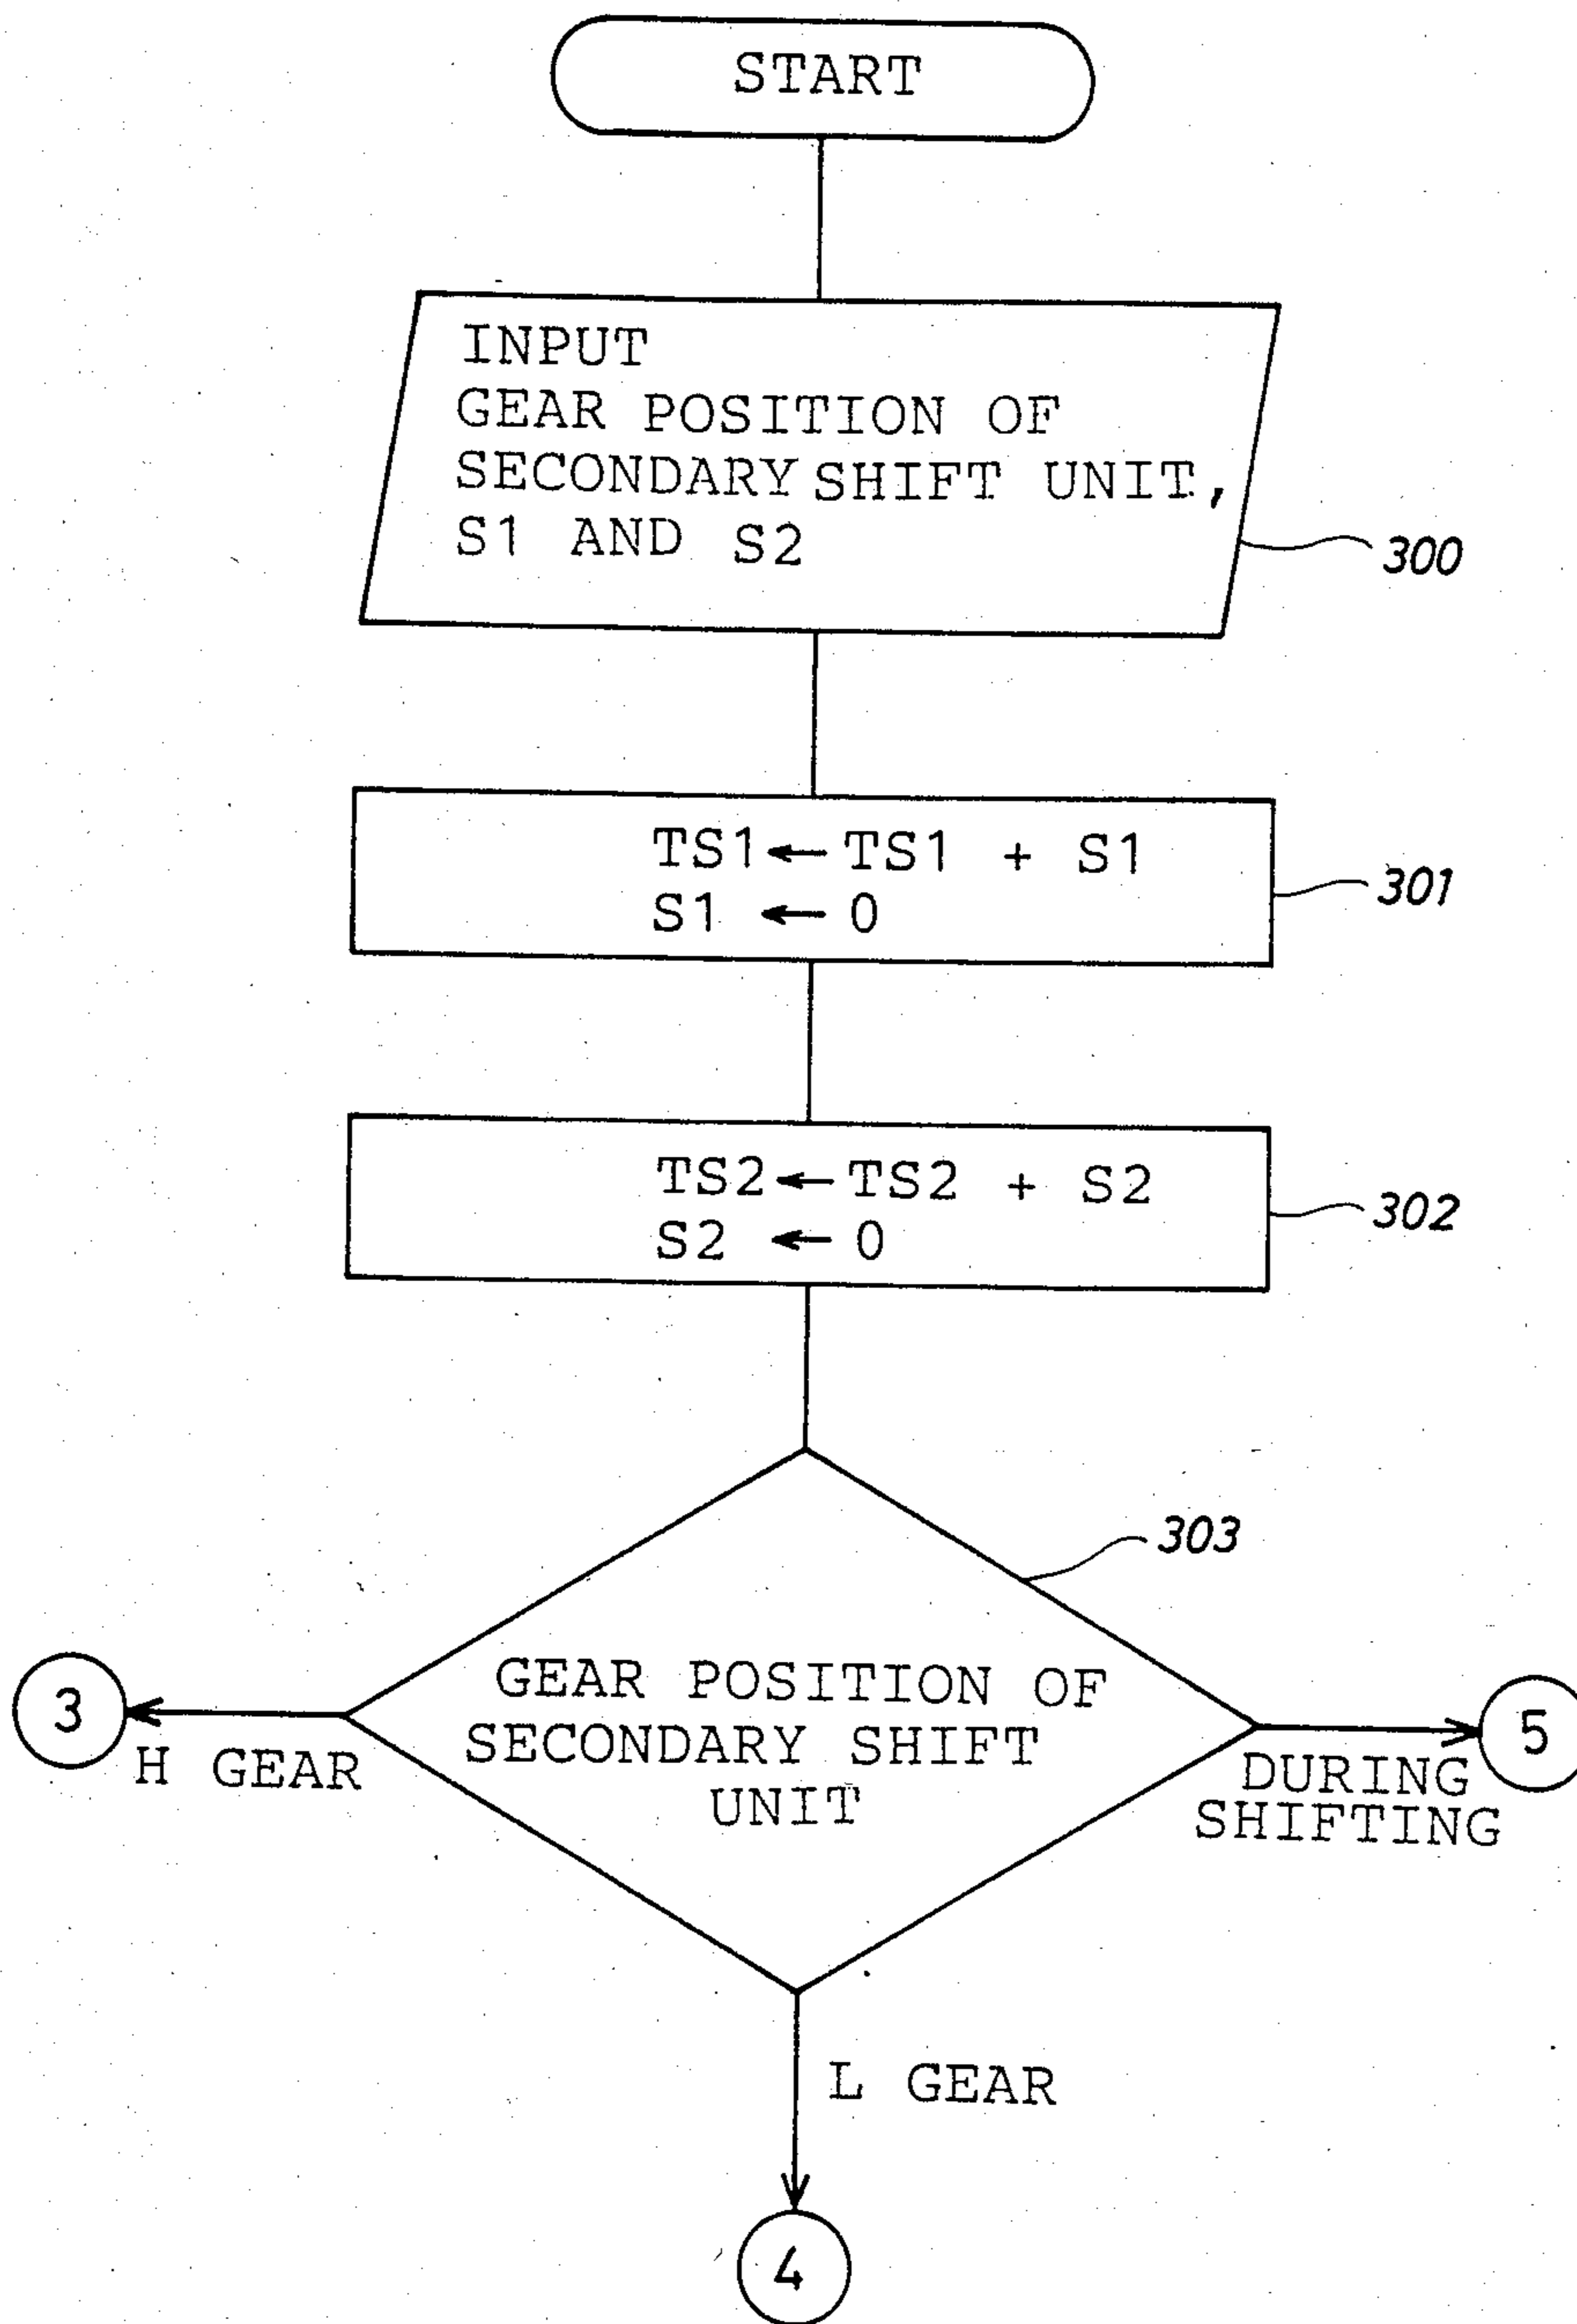 START
INPUT
GEAR POSITION OF
SECONDARY SHIFT UNIT,
S1 AND S2
300
TS1 ← TS1 + S1
S1 ← 0
301
TS2 ← TS2 + S2
S2 ← 0
302
303
GEAR POSITION OF
SECONDARY SHIFT
UNIT
3
H GEAR
5
DURING
SHIFTING
L GEAR
4